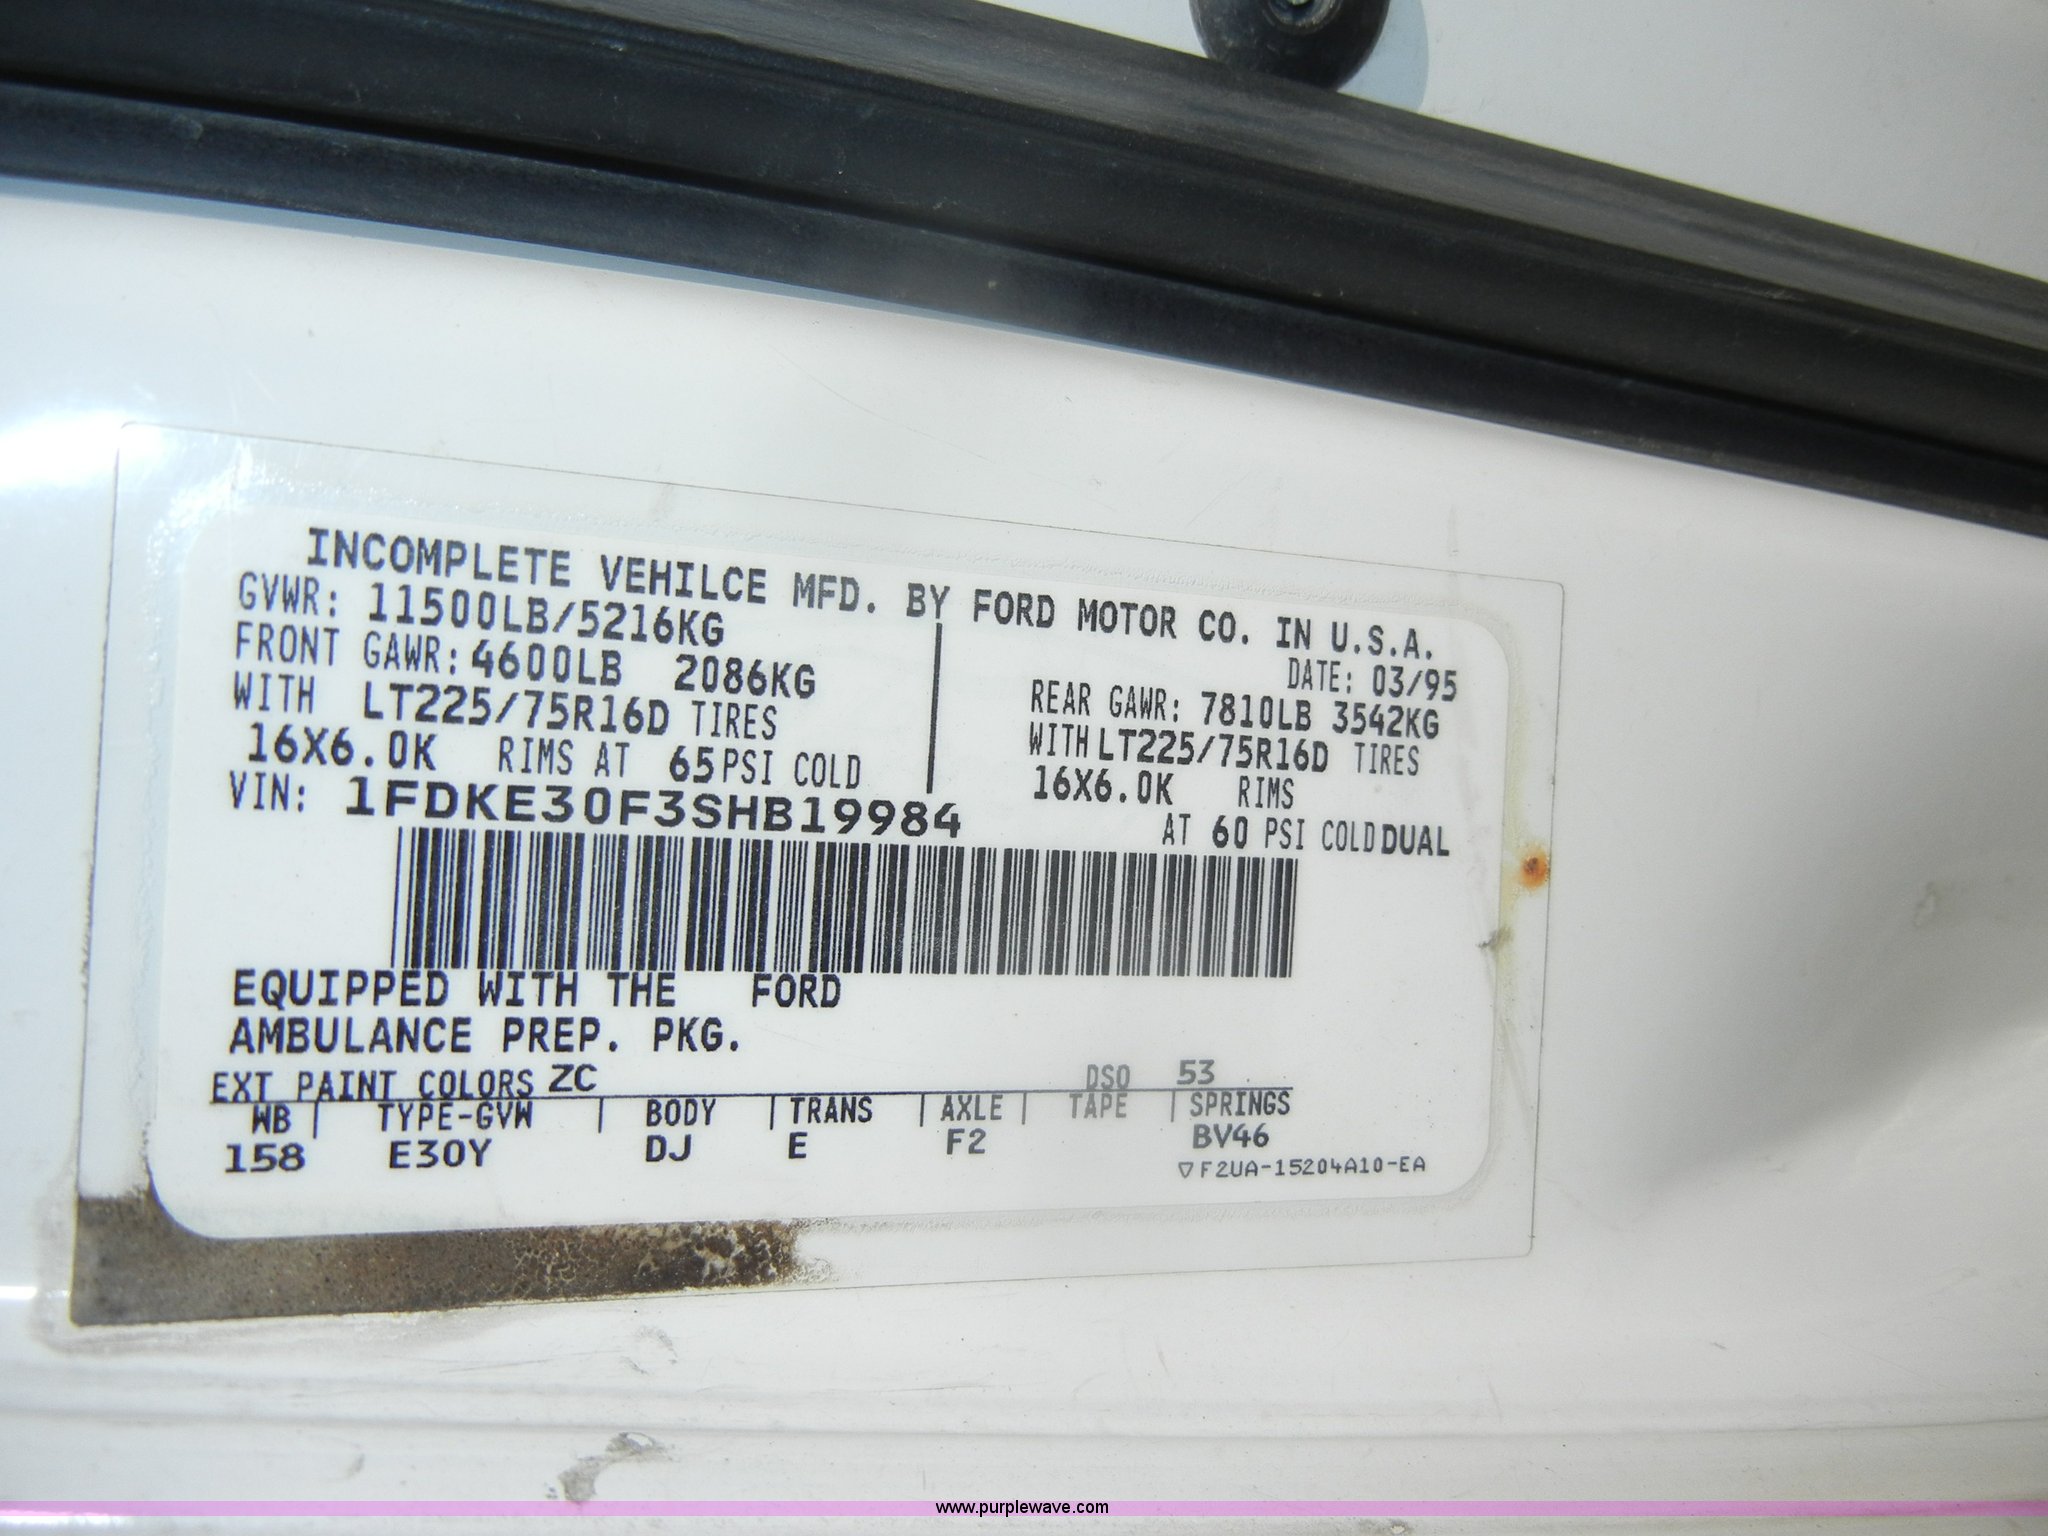 INCOMPLETE VEHILCE MFD. BY FORD MOTOR CO. IN U.S.A.
GVWR: 11500LB/5216KG
DATE: 03/95
FRONT GAWR: 4600LB 2086KG
WITH LT225/75R16D TIRES
16X6.0K RIMS AT 65 PSI COLD
REAR GAWR: 7810LB 3542KG
WITH LT225/75R16D TIRES
16X6.0K RIMS
AT 60 PSI COLD DUAL
VIN: 1FDKE30F3SHB19984
EQUIPPED WITH THE FORD
AMBULANCE PREP. PKG.
EXT PAINT COLORS ZC DSO 53
WB | TYPE-GVW | BODY | TRANS | AXLE | TAPE | SPRINGS
158 E30Y DJ E F2 BV46
▽F2UA-15204A10-EA
www.purplewave.com